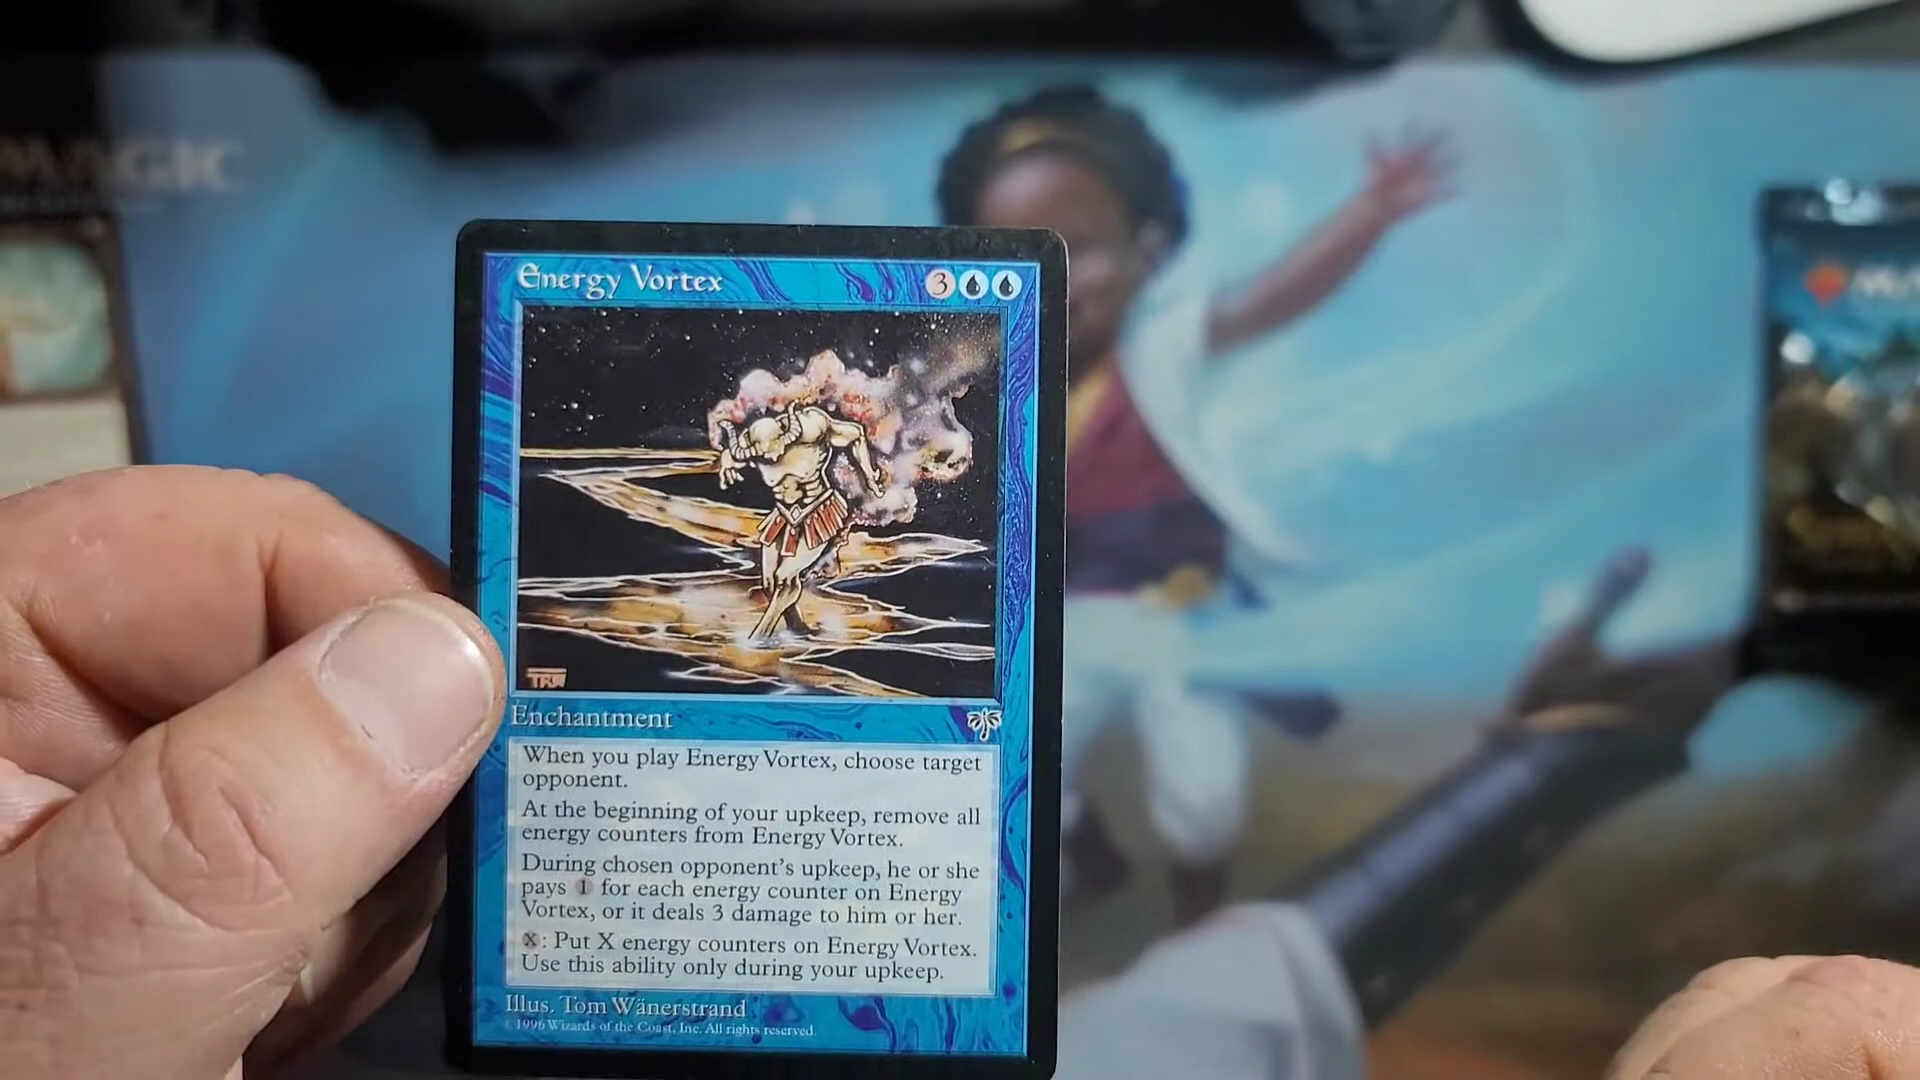 MAGIC
Energy Vortex
3
TRW
Enchantment
When you play Energy Vortex, choose target
opponent.
At the beginning of your upkeep, remove all
energy counters from Energy Vortex.
During chosen opponent's upkeep, he or she
pays 1 for each energy counter on Energy
Vortex, or it deals 3 damage to him or her.
X: Put X energy counters on Energy Vortex.
Use this ability only during your upkeep.
Illus. Tom Wänerstrand
© 1996 Wizards of the Coast, Inc. All rights reserved.